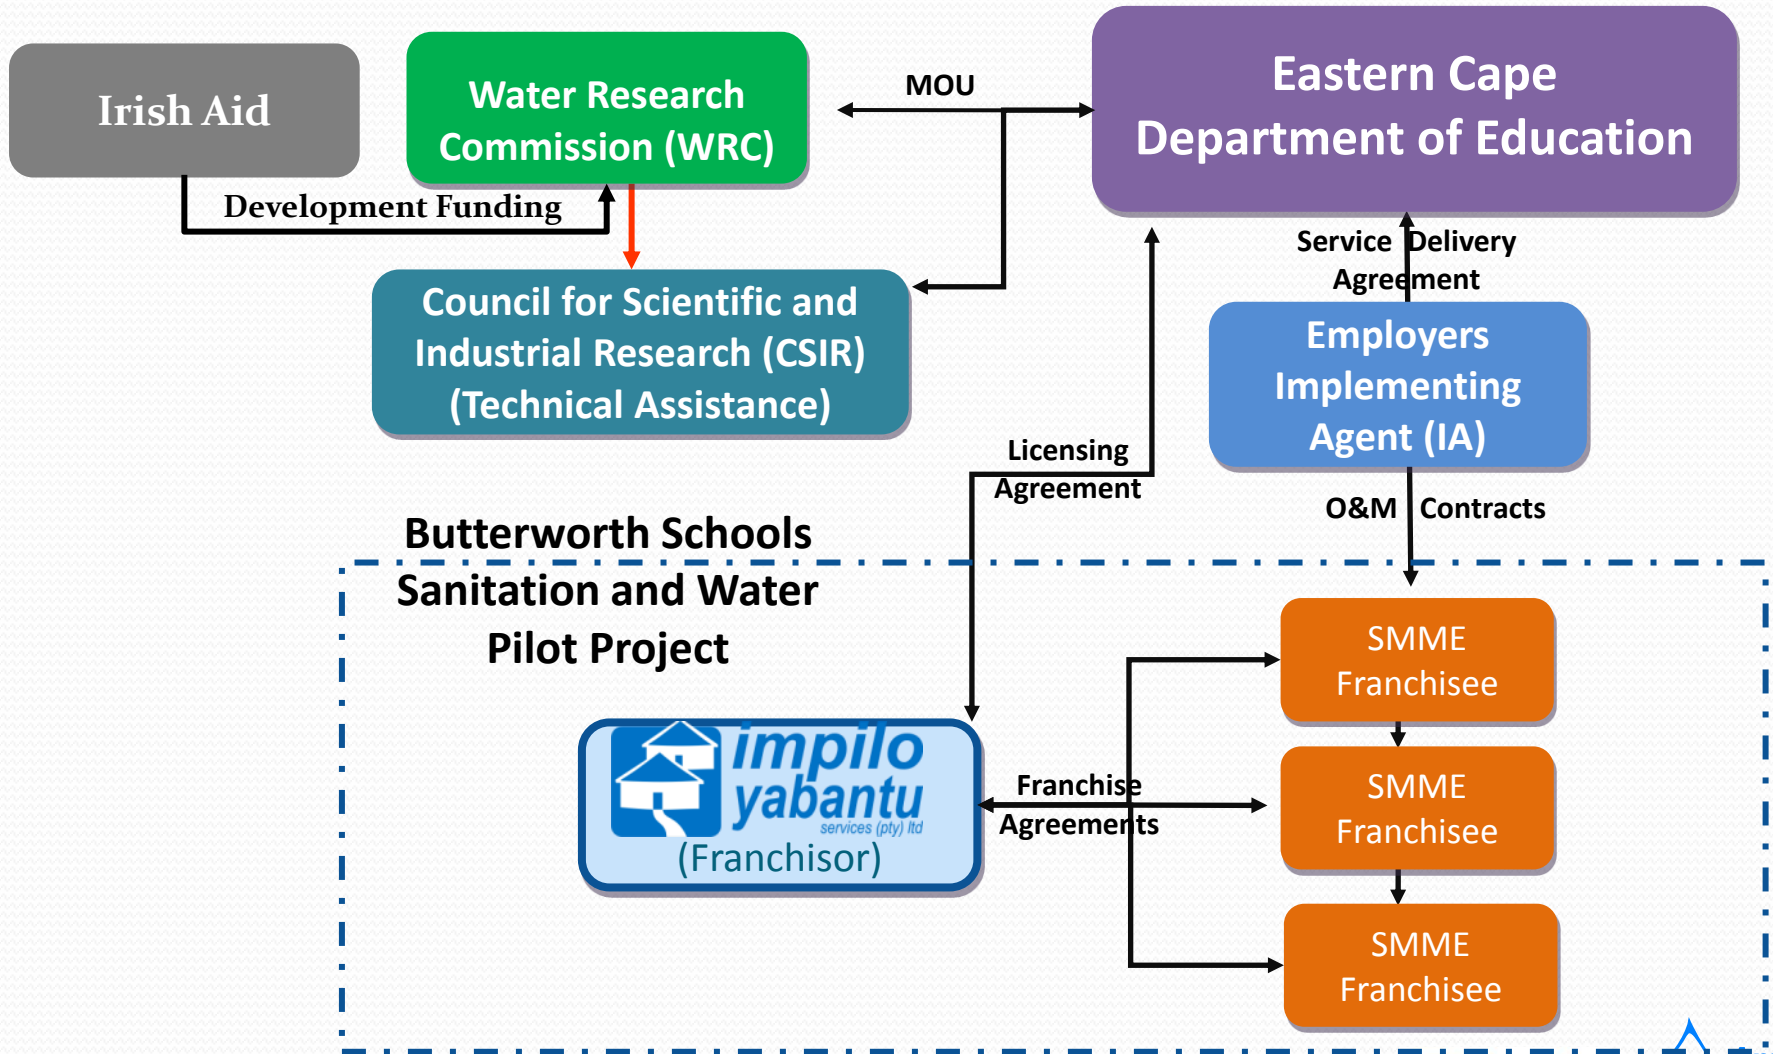 Irish Aid
Water Research
Commission (WRC)
MOU
Eastern Cape
Department of Education
Development Funding
Service Delivery
Agreement
Council for Scientific and
Industrial Research (CSIR)
(Technical Assistance)
Employers
Implementing
Agent (IA)
Licensing
Agreement
O&M Contracts
Butterworth Schools
Sanitation and Water
Pilot Project
SMME
Franchisee
impilo
yabantu
services (pty) ltd
(Franchisor)
Franchise
Agreements
SMME
Franchisee
SMME
Franchisee